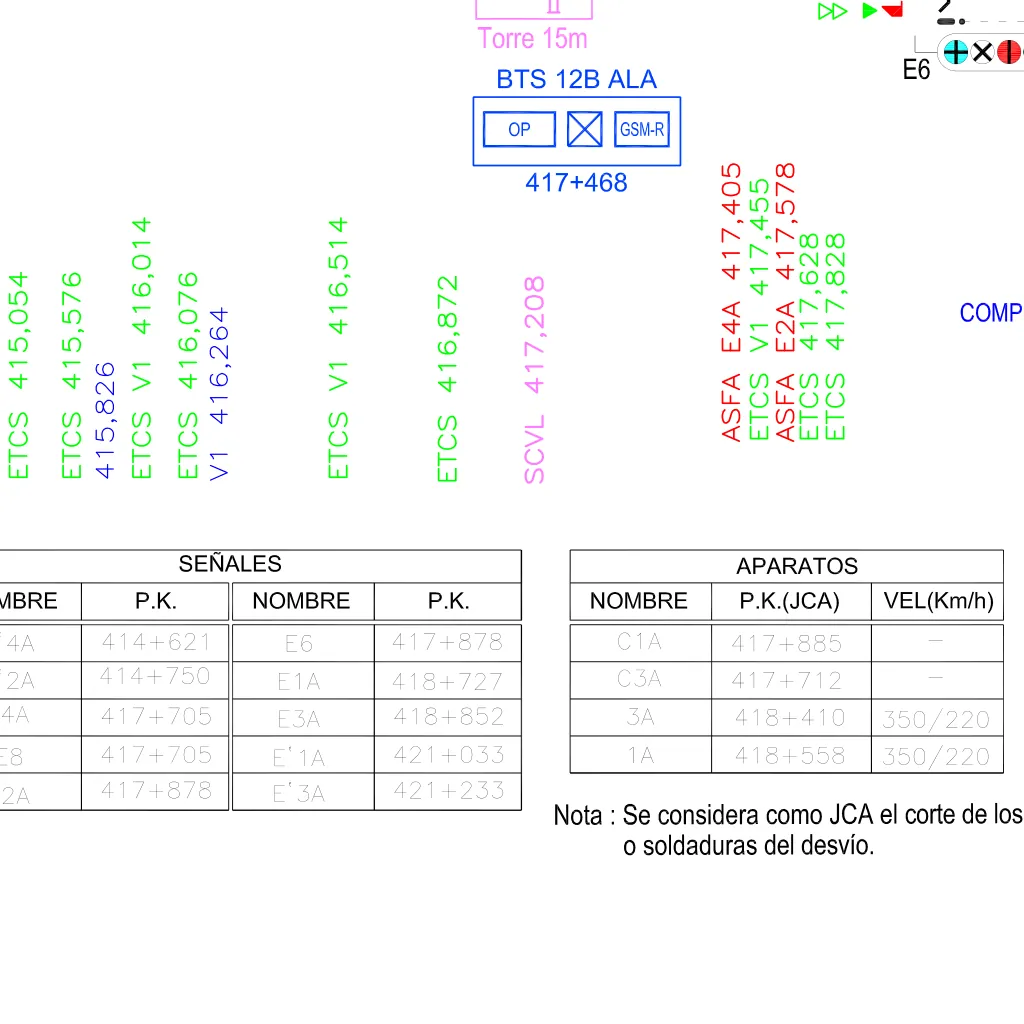 Torre 15m
BTS 12B ALA
OP
GSM-R
417+468
E6
COMP
ETCS 415,054
ETCS 415,576
415,826
ETCS V1 416,014
ETCS 416,076
V1 416,264
ETCS V1 416,514
ETCS 416,872
SCVL 417,208
ASFA E4A 417,405
ETCS V1 417,455
ASFA E2A 417,578
ETCS 417,628
ETCS 417,828
SEÑALES
MBRE P.K. NOMBRE P.K.
'4A 414+621 E6 417+878
'2A 414+750 E1A 418+727
4A 417+705 E3A 418+852
E8 417+705 E'1A 421+033
2A 417+878 E'3A 421+233
APARATOS
NOMBRE P.K.(JCA) VEL(Km/h)
C1A 417+885 –
C3A 417+712 –
3A 418+410 350/220
1A 418+558 350/220
Nota : Se considera como JCA el corte de los
o soldaduras del desvío.